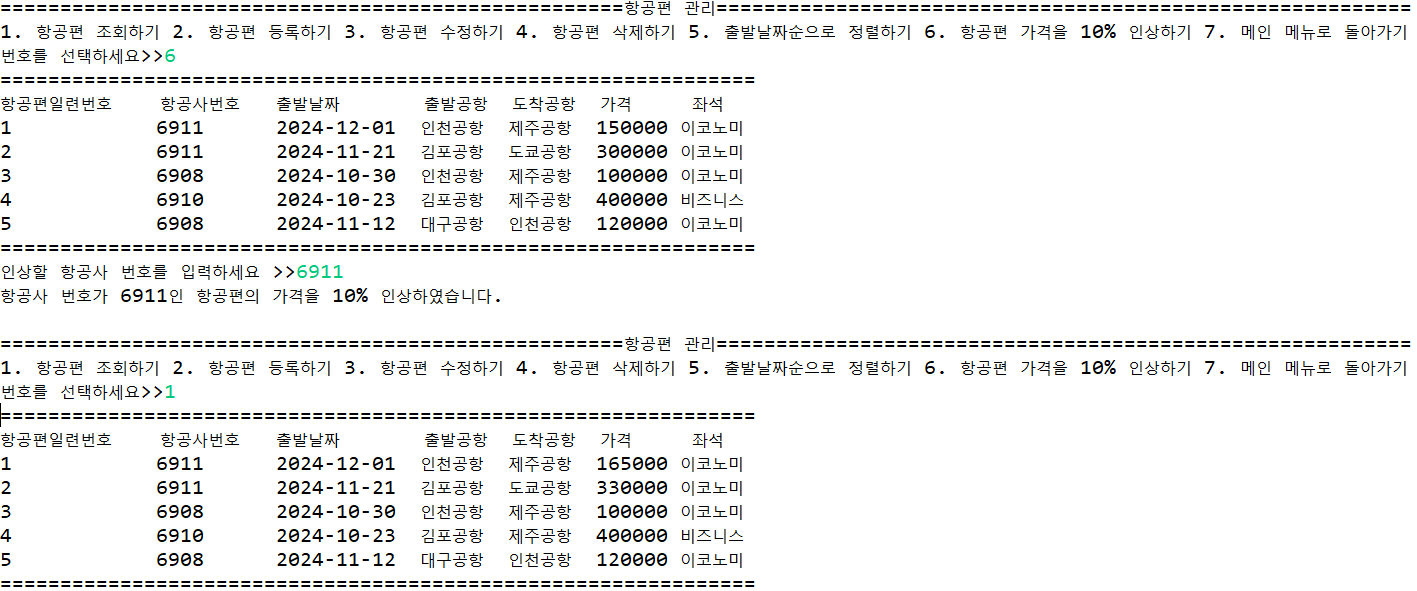 ====================================================항공편 관리==========================================================
1. 항공편 조회하기 2. 항공편 등록하기 3. 항공편 수정하기 4. 항공편 삭제하기 5. 출발날짜순으로 정렬하기 6. 항공편 가격을 10% 인상하기 7. 메인 메뉴로 돌아가기
번호를 선택하세요>>6
===============================================================
항공편일련번호 항공사번호 출발날짜 출발공항 도착공항 가격 좌석
1 6911 2024-12-01 인천공항 제주공항 150000 이코노미
2 6911 2024-11-21 김포공항 도쿄공항 300000 이코노미
3 6908 2024-10-30 인천공항 제주공항 100000 이코노미
4 6910 2024-10-23 김포공항 제주공항 400000 비즈니스
5 6908 2024-11-12 대구공항 인천공항 120000 이코노미
===============================================================
인상할 항공사 번호를 입력하세요 >>6911
항공사 번호가 6911인 항공편의 가격을 10% 인상하였습니다.
====================================================항공편 관리==========================================================
1. 항공편 조회하기 2. 항공편 등록하기 3. 항공편 수정하기 4. 항공편 삭제하기 5. 출발날짜순으로 정렬하기 6. 항공편 가격을 10% 인상하기 7. 메인 메뉴로 돌아가기
번호를 선택하세요>>1
===============================================================
항공편일련번호 항공사번호 출발날짜 출발공항 도착공항 가격 좌석
1 6911 2024-12-01 인천공항 제주공항 165000 이코노미
2 6911 2024-11-21 김포공항 도쿄공항 330000 이코노미
3 6908 2024-10-30 인천공항 제주공항 100000 이코노미
4 6910 2024-10-23 김포공항 제주공항 400000 비즈니스
5 6908 2024-11-12 대구공항 인천공항 120000 이코노미
===============================================================